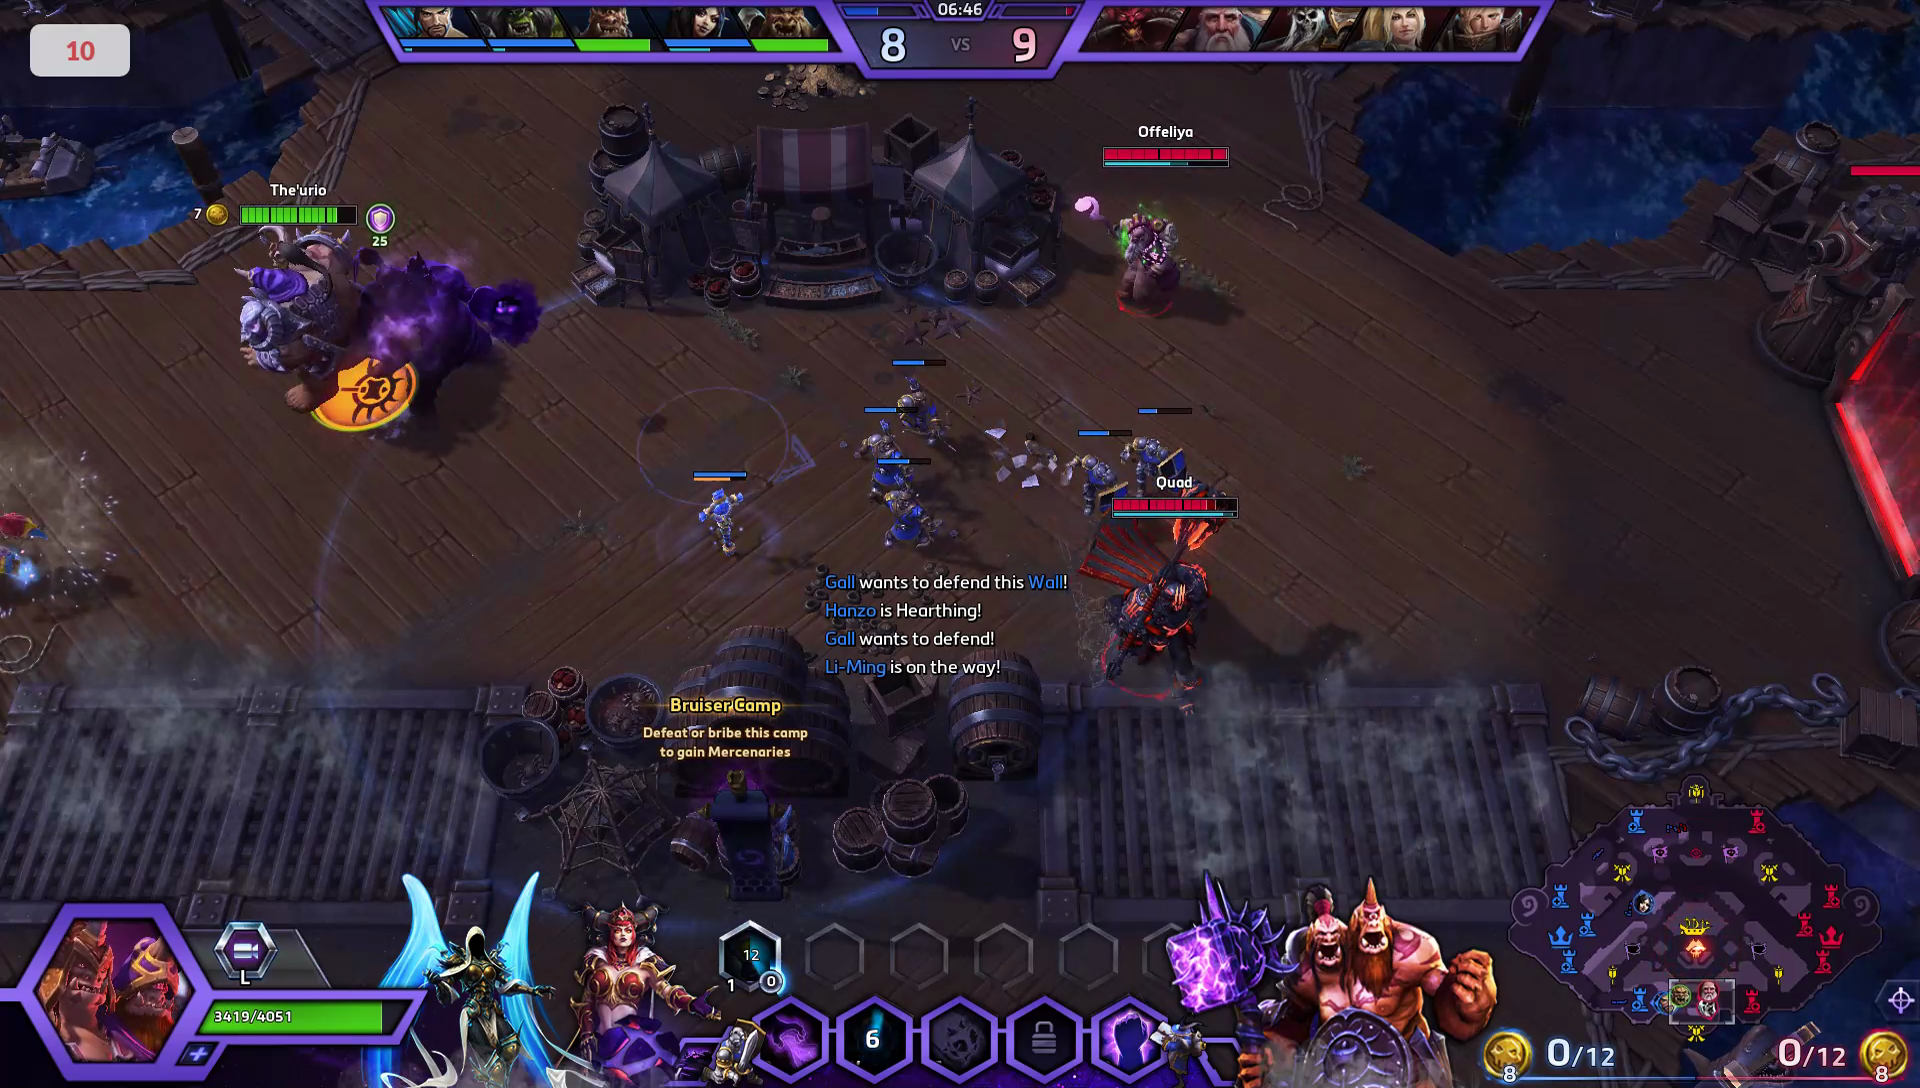 10
06:46
8 VS 9
Offeliya
The'urio
7
25
Quad
Gall wants to defend this Wall!
Hanzo is Hearthing!
Gall wants to defend!
Li-Ming is on the way!
Bruiser Camp
Defeat or bribe this camp
to gain Mercenaries
L
12
1
0
3419/4051
6
0/12
0/12
8
8